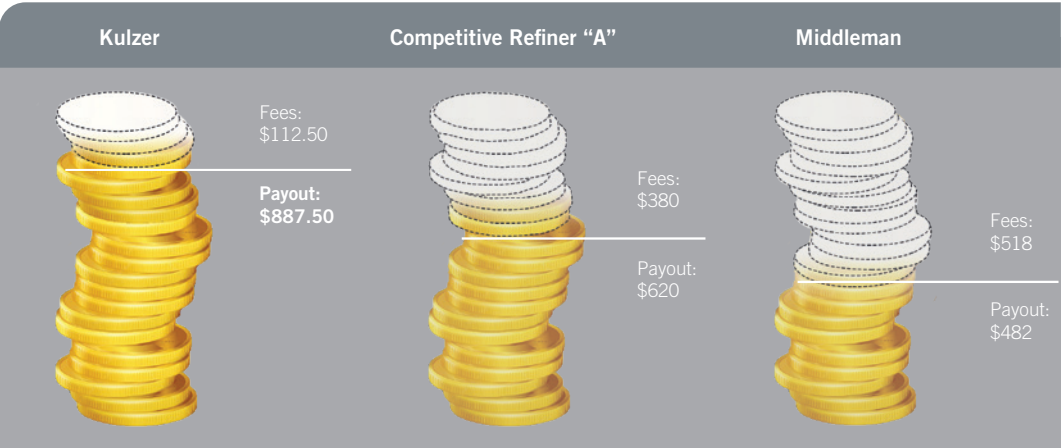 Kulzer
Competitive Refiner “A”
Middleman
Fees:
$112.50
Payout:
$887.50
Fees:
$380
Payout:
$620
Fees:
$518
Payout:
$482